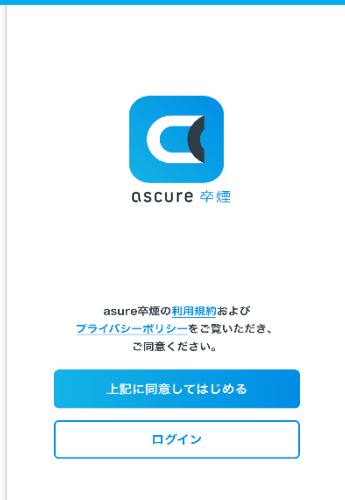 ascure 卒煙
asure卒煙の利用規約および
プライバシーポリシーをご覧いただき、
ご同意ください。
上記に同意してはじめる
ログイン